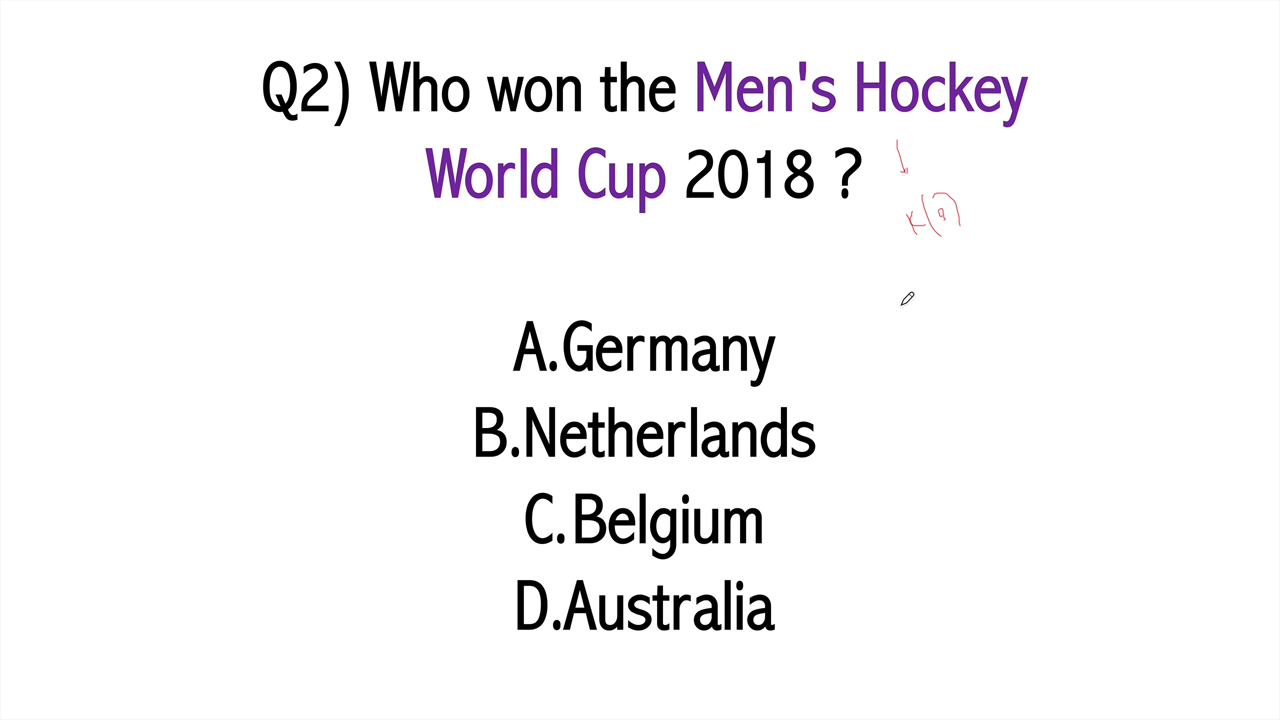 Q2) Who won the Men's Hockey
World Cup 2018 ?
A.Germany
B.Netherlands
C.Belgium
D.Australia